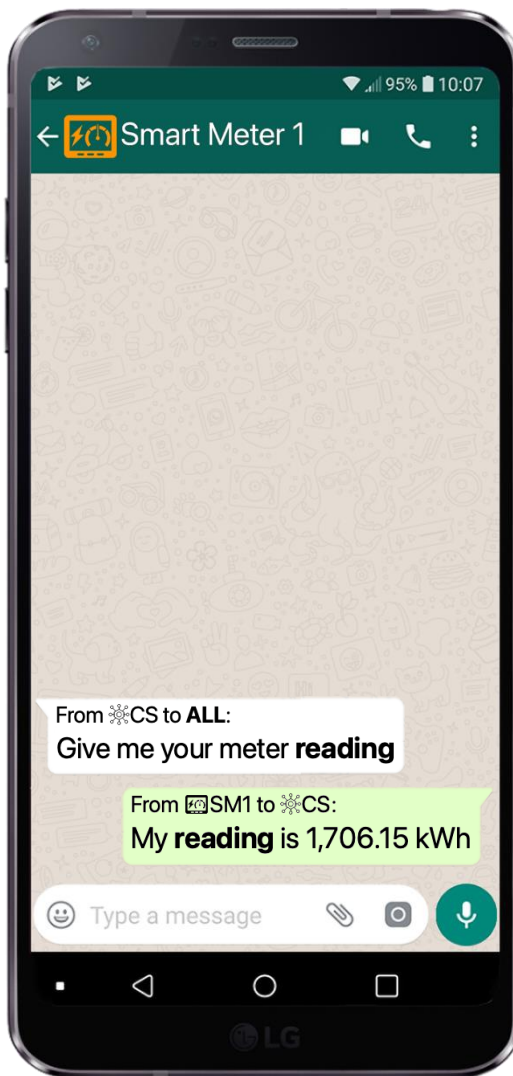 95% 10:07
Smart Meter 1
From CS to ALL:
Give me your meter reading
From SM1 to CS:
My reading is 1,706.15 kWh
Type a message
LG